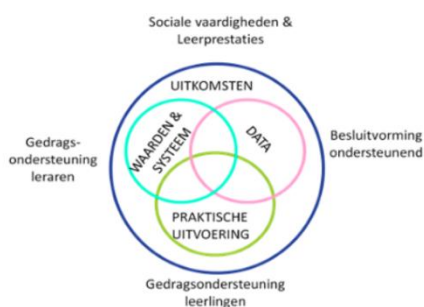 Sociale vaardigheden &
Leerprestaties
UITKOMSTEN
WAARDEN &
SYSTEEM
DATA
Gedrags-
ondersteuning
leraren
Besluitvorming
ondersteunend
PRAKTISCHE
UITVOERING
Gedragsondersteuning
leerlingen